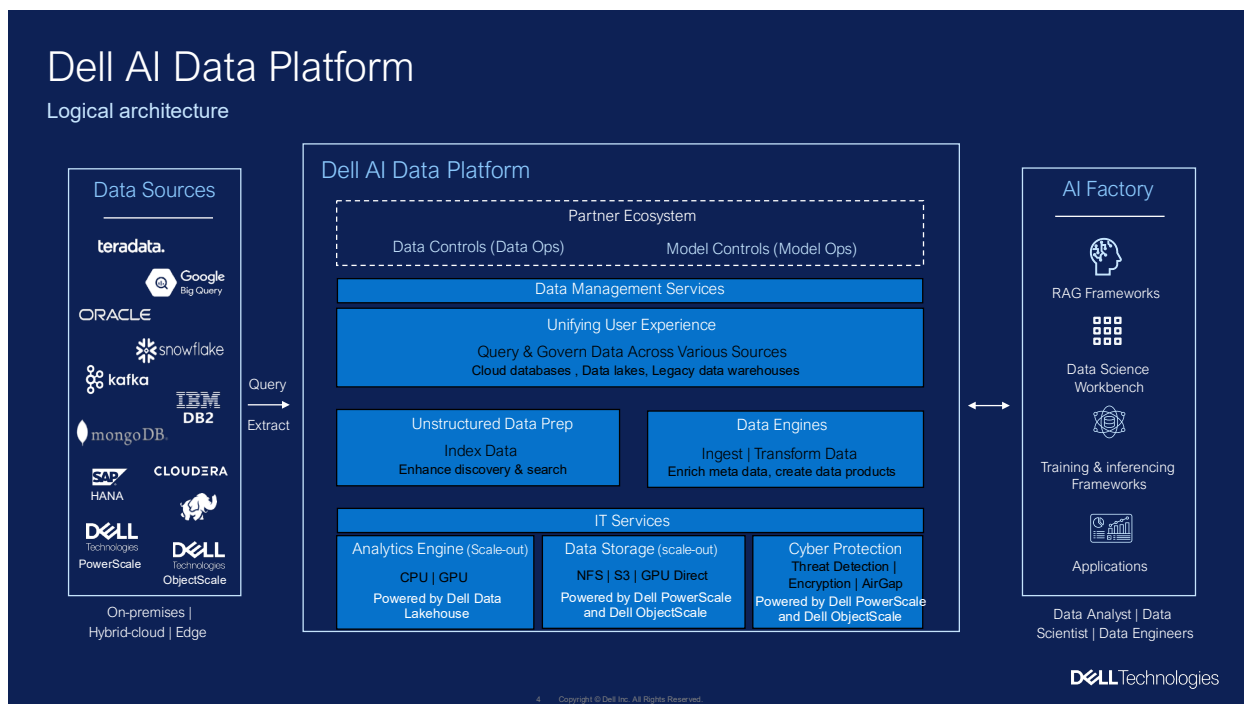 Dell AI Data Platform
Logical architecture
Data Sources
teradata.
Google
Big Query
ORACLE
snowflake
kafka
IBM
DB2
mongoDB.
CLOUDERA
SAP
HANA
DELL
Technologies
PowerScale
DELL
Technologies
ObjectScale
On-premises |
Hybrid-cloud | Edge
Query
Extract
Dell AI Data Platform
Partner Ecosystem
Data Controls (Data Ops)
Model Controls (Model Ops)
Data Management Services
Unifying User Experience
Query & Govern Data Across Various Sources
Cloud databases , Data lakes, Legacy data warehouses
Unstructured Data Prep
Index Data
Enhance discovery & search
Data Engines
Ingest | Transform Data
Enrich meta data, create data products
IT Services
Analytics Engine (Scale-out)
CPU | GPU
Powered by Dell Data
Lakehouse
Data Storage (scale-out)
NFS | S3 | GPU Direct
Powered by Dell PowerScale
and Dell ObjectScale
Cyber Protection
Threat Detection |
Encryption | AirGap
Powered by Dell PowerScale
and Dell ObjectScale
AI Factory
RAG Frameworks
Data Science
Workbench
Training & inferencing
Frameworks
Applications
Data Analyst | Data
Scientist | Data Engineers
DELL Technologies
4 Copyright © Dell Inc. All Rights Reserved.